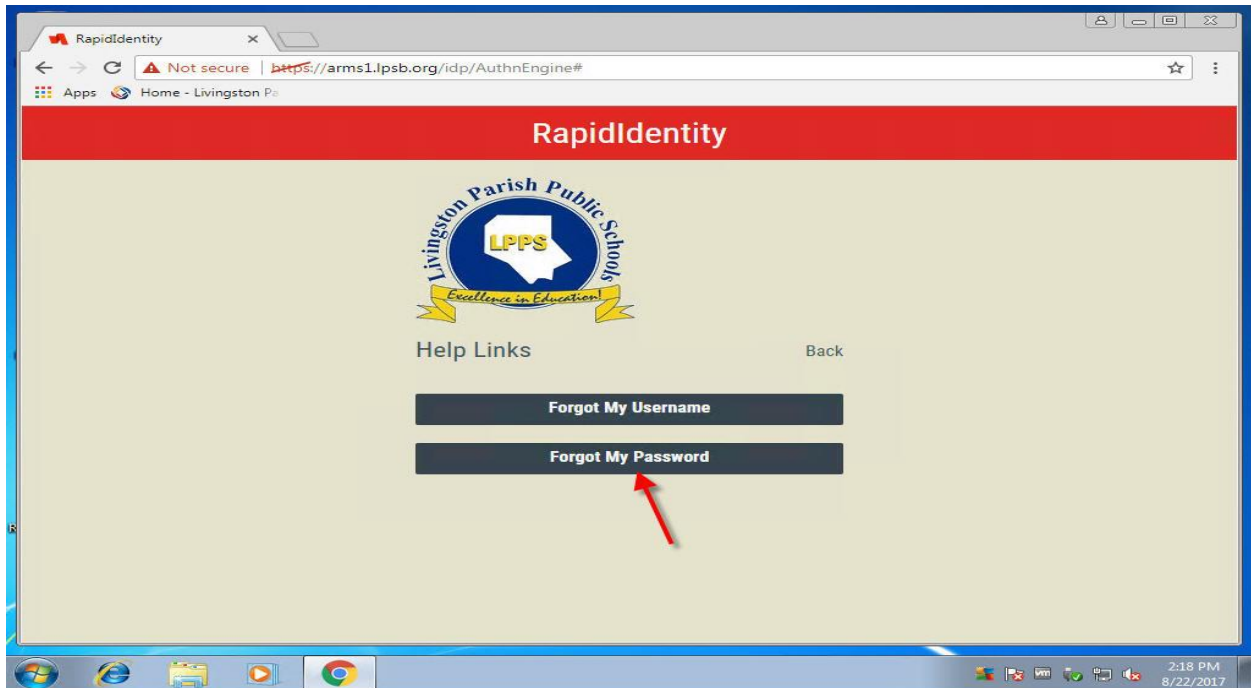 RapidIdentity
Not secure | https://arms1.lpsb.org/idp/AuthnEngine#
Apps Home - Livingston Pa
RapidIdentity
Livingston Parish Public Schools
LPPS
Excellence in Education!
Help Links Back
Forgot My Username
Forgot My Password
R
2:18 PM
8/22/2017